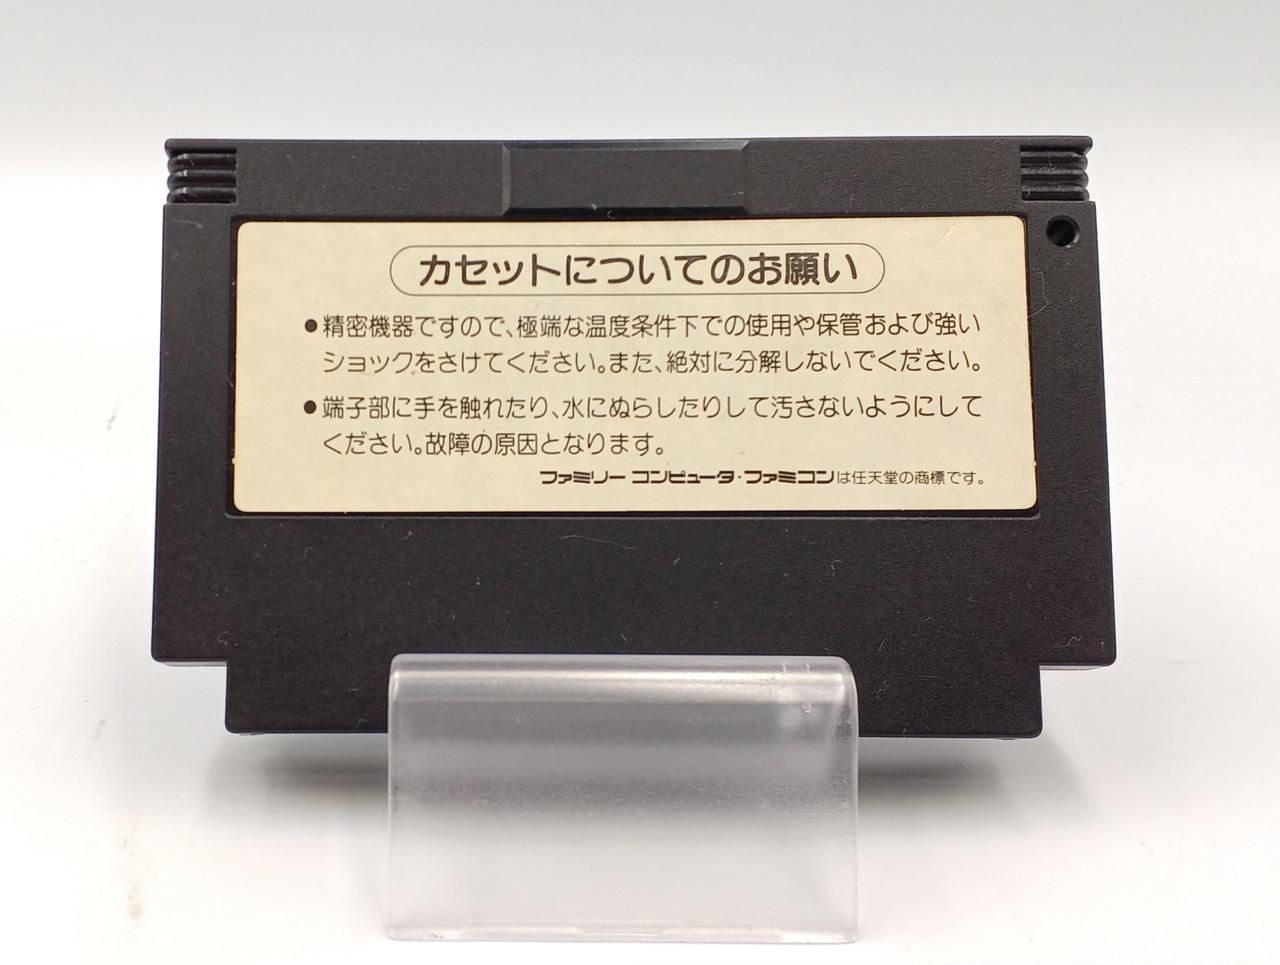 カセットについてのお願い
●精密機器ですので、極端な温度条件下での使用や保管および強い
ショックをさけてください。また、絶対に分解しないでください。
●端子部に手を触れたり、水にぬらしたりして汚さないようにして
ください。故障の原因となります。
ファミリー コンピュータ・ファミコンは任天堂の商標です。